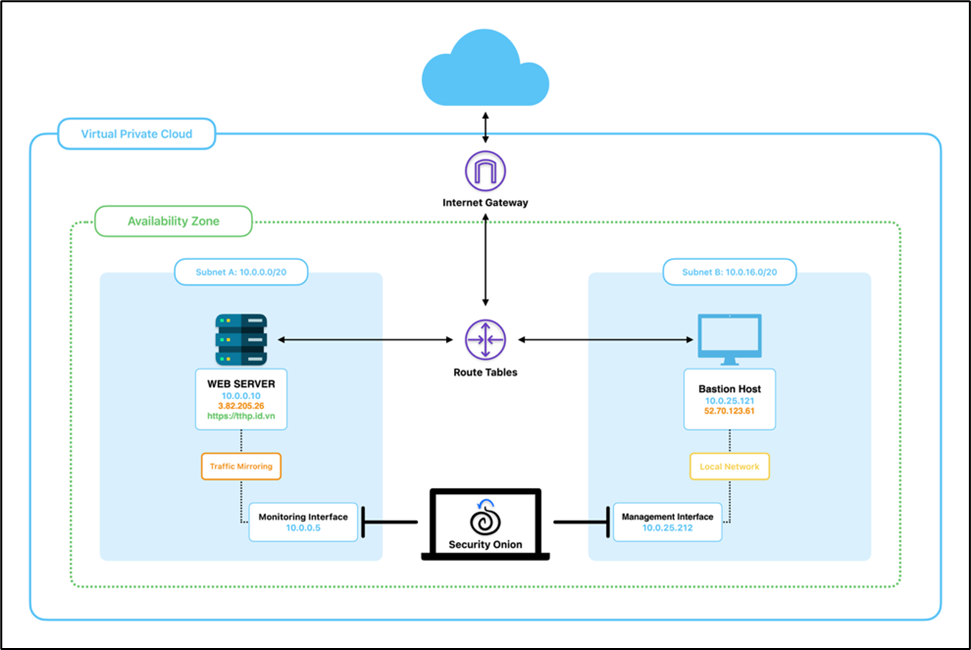 Virtual Private Cloud
Internet Gateway
Availability Zone
Subnet A: 10.0.0.0/20
Subnet B: 10.0.16.0/20
Route Tables
WEB SERVER
10.0.0.10
3.82.205.26
https://tthp.id.vn
Bastion Host
10.0.25.121
52.70.123.61
Traffic Mirroring
Local Network
Monitoring Interface
10.0.0.5
Security Onion
Management Interface
10.0.25.212